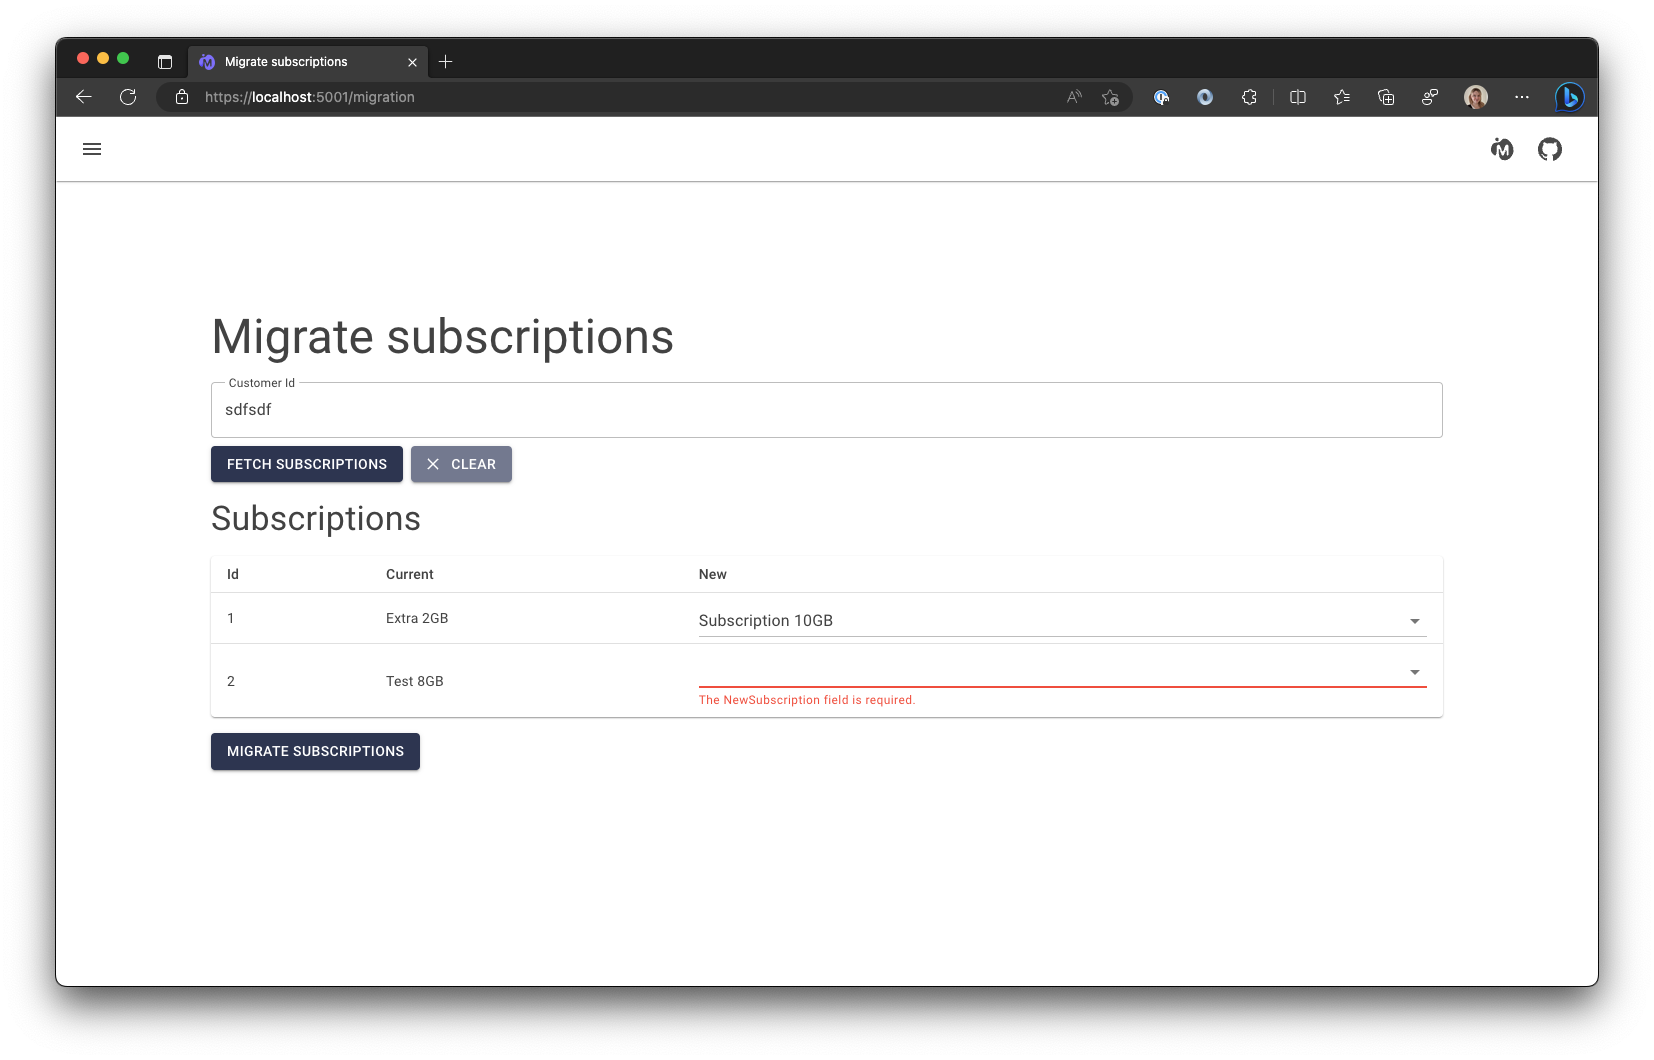 Migrate subscriptions
https://localhost:5001/migration
Migrate subscriptions
Customer Id
sdfsdf
FETCH SUBSCRIPTIONS CLEAR
Subscriptions
Id Current New
1 Extra 2GB Subscription 10GB
2 Test 8GB
The NewSubscription field is required.
MIGRATE SUBSCRIPTIONS